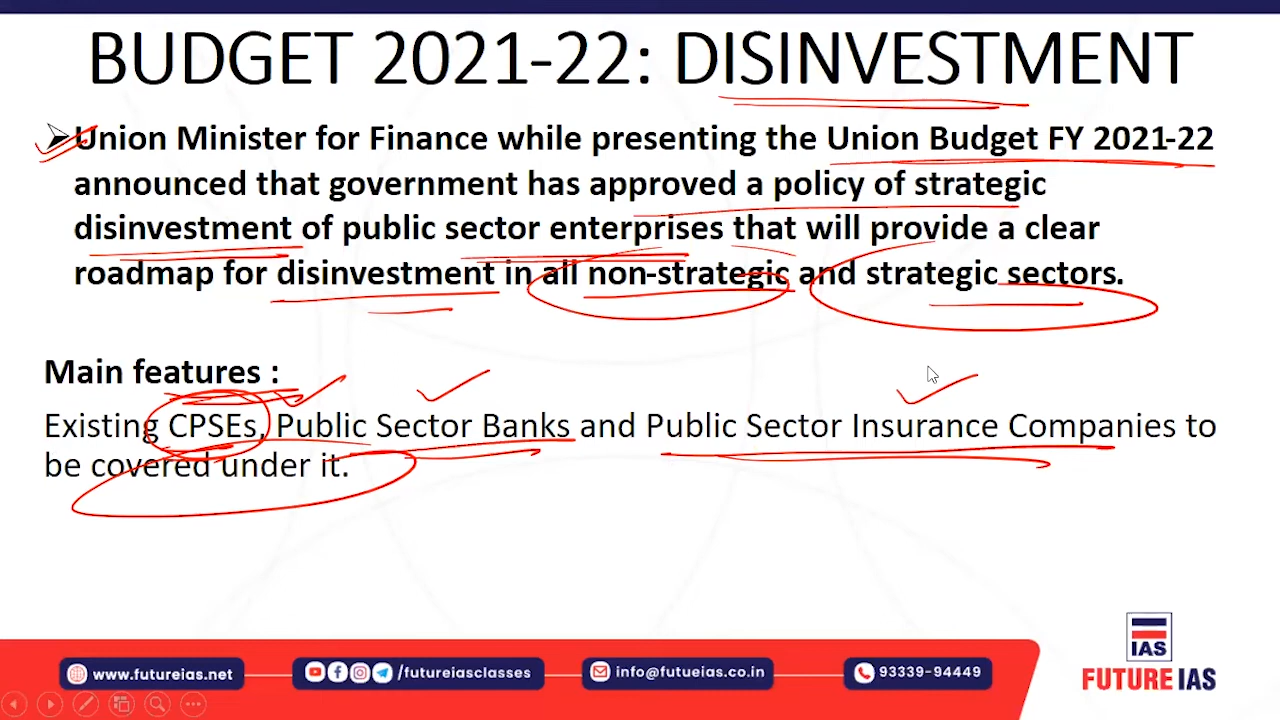 BUDGET 2021-22: DISINVESTMENT
Union Minister for Finance while presenting the Union Budget FY 2021-22
announced that government has approved a policy of strategic
disinvestment of public sector enterprises that will provide a clear
roadmap for disinvestment in all non-strategic and strategic sectors.
Main features :
Existing CPSEs, Public Sector Banks and Public Sector Insurance Companies to
be covered under it.
IAS
www.futureias.net
/futureiasclasses
info@futueias.co.in
93339-94449
FUTURE IAS